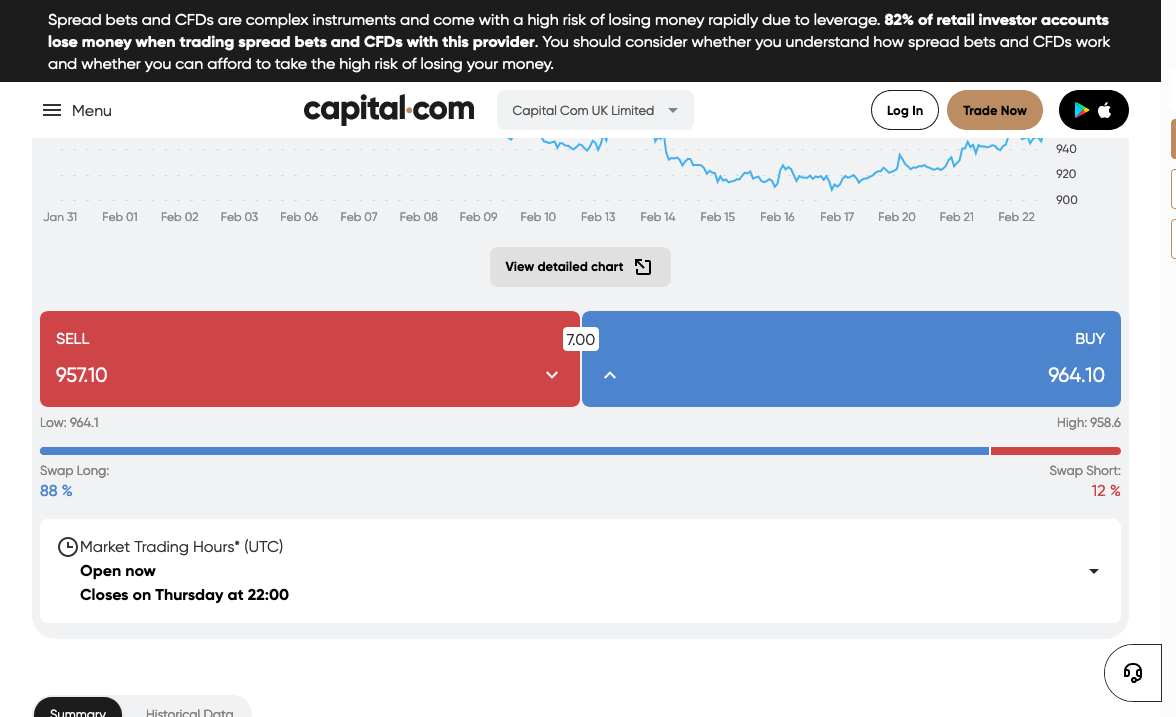 Spread bets and CFDs are complex instruments and come with a high risk of losing money rapidly due to leverage. 82% of retail investor accounts
lose money when trading spread bets and CFDs with this provider. You should consider whether you understand how spread bets and CFDs work
and whether you can afford to take the high risk of losing your money.
Menu
capital.com
Capital Com UK Limited
Log In
Trade Now
940
920
900
Jan 31 Feb 01 Feb 02 Feb 03 Feb 06 Feb 07 Feb 08 Feb 09 Feb 10 Feb 13 Feb 14 Feb 15 Feb 16 Feb 17 Feb 20 Feb 21 Feb 22
View detailed chart
SELL
7.00
BUY
957.10
964.10
Low: 964.1
High: 958.6
Swap Long:
Swap Short:
88 %
12 %
Market Trading Hours* (UTC)
Open now
Closes on Thursday at 22:00
Summary
Historical Data